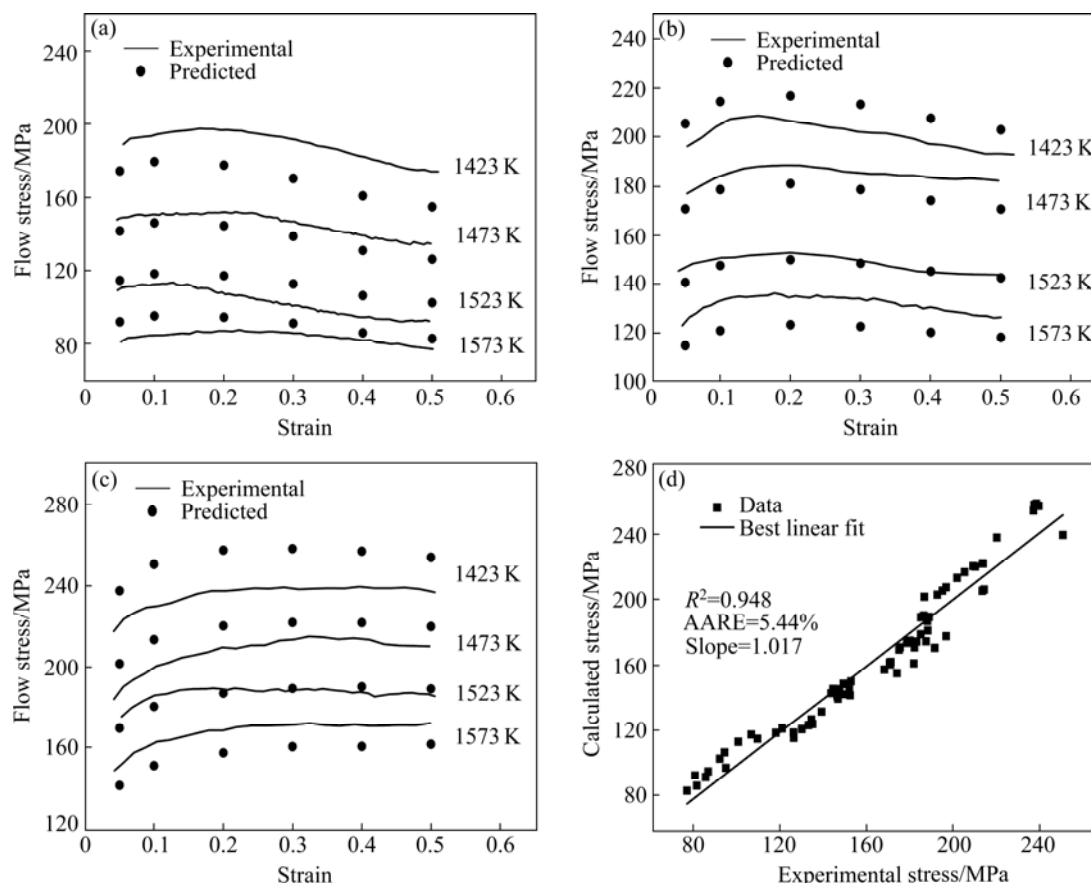 (a)
Experimental
Predicted
240
200
160
120
80
0 0.1 0.2 0.3 0.4 0.5 0.6
Flow stress/MPa
Strain
1423 K
1473 K
1523 K
1573 K
(b)
Experimental
Predicted
240
220
200
180
160
140
120
100
0 0.1 0.2 0.3 0.4 0.5 0.6
Flow stress/MPa
Strain
1423 K
1473 K
1523 K
1573 K
(c)
Experimental
Predicted
280
240
200
160
120
0 0.1 0.2 0.3 0.4 0.5 0.6
Flow stress/MPa
Strain
1423 K
1473 K
1523 K
1573 K
(d)
Data
Best linear fit
R²=0.948
AARE=5.44%
Slope=1.017
280
260
200
160
120
80
80 120 160 200 240
Calculated stress/MPa
Experimental stress/MPa